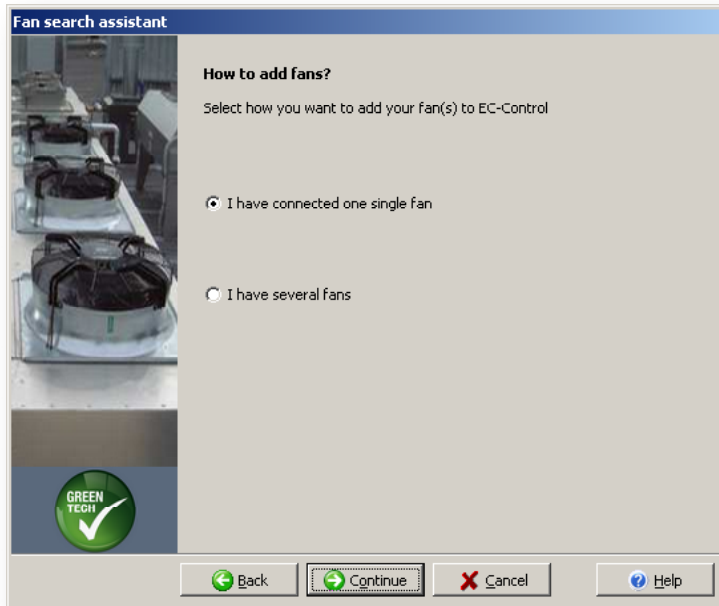 Fan search assistant
How to add fans?
Select how you want to add your fan(s) to EC-Control
I have connected one single fan
I have several fans
GREEN
TECH
Back
Continue
Cancel
Help